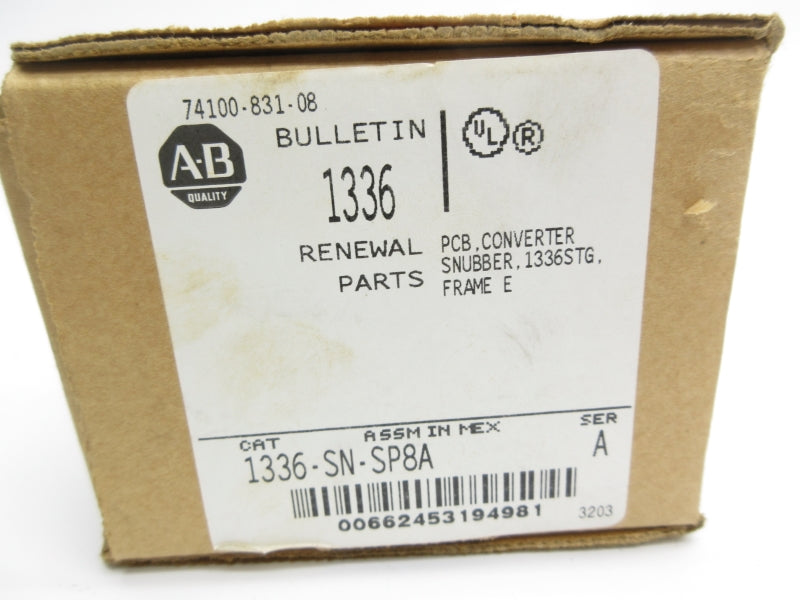 74100-831-08
A-B
QUALITY
BULLETIN
1336
RENEWAL
PARTS
UL
R
PCB,CONVERTER
SNUBBER,1336STG,
FRAME E
CAT
ASSM IN MEX
SER
1336-SN-SP8A
A
00662453194981
3203